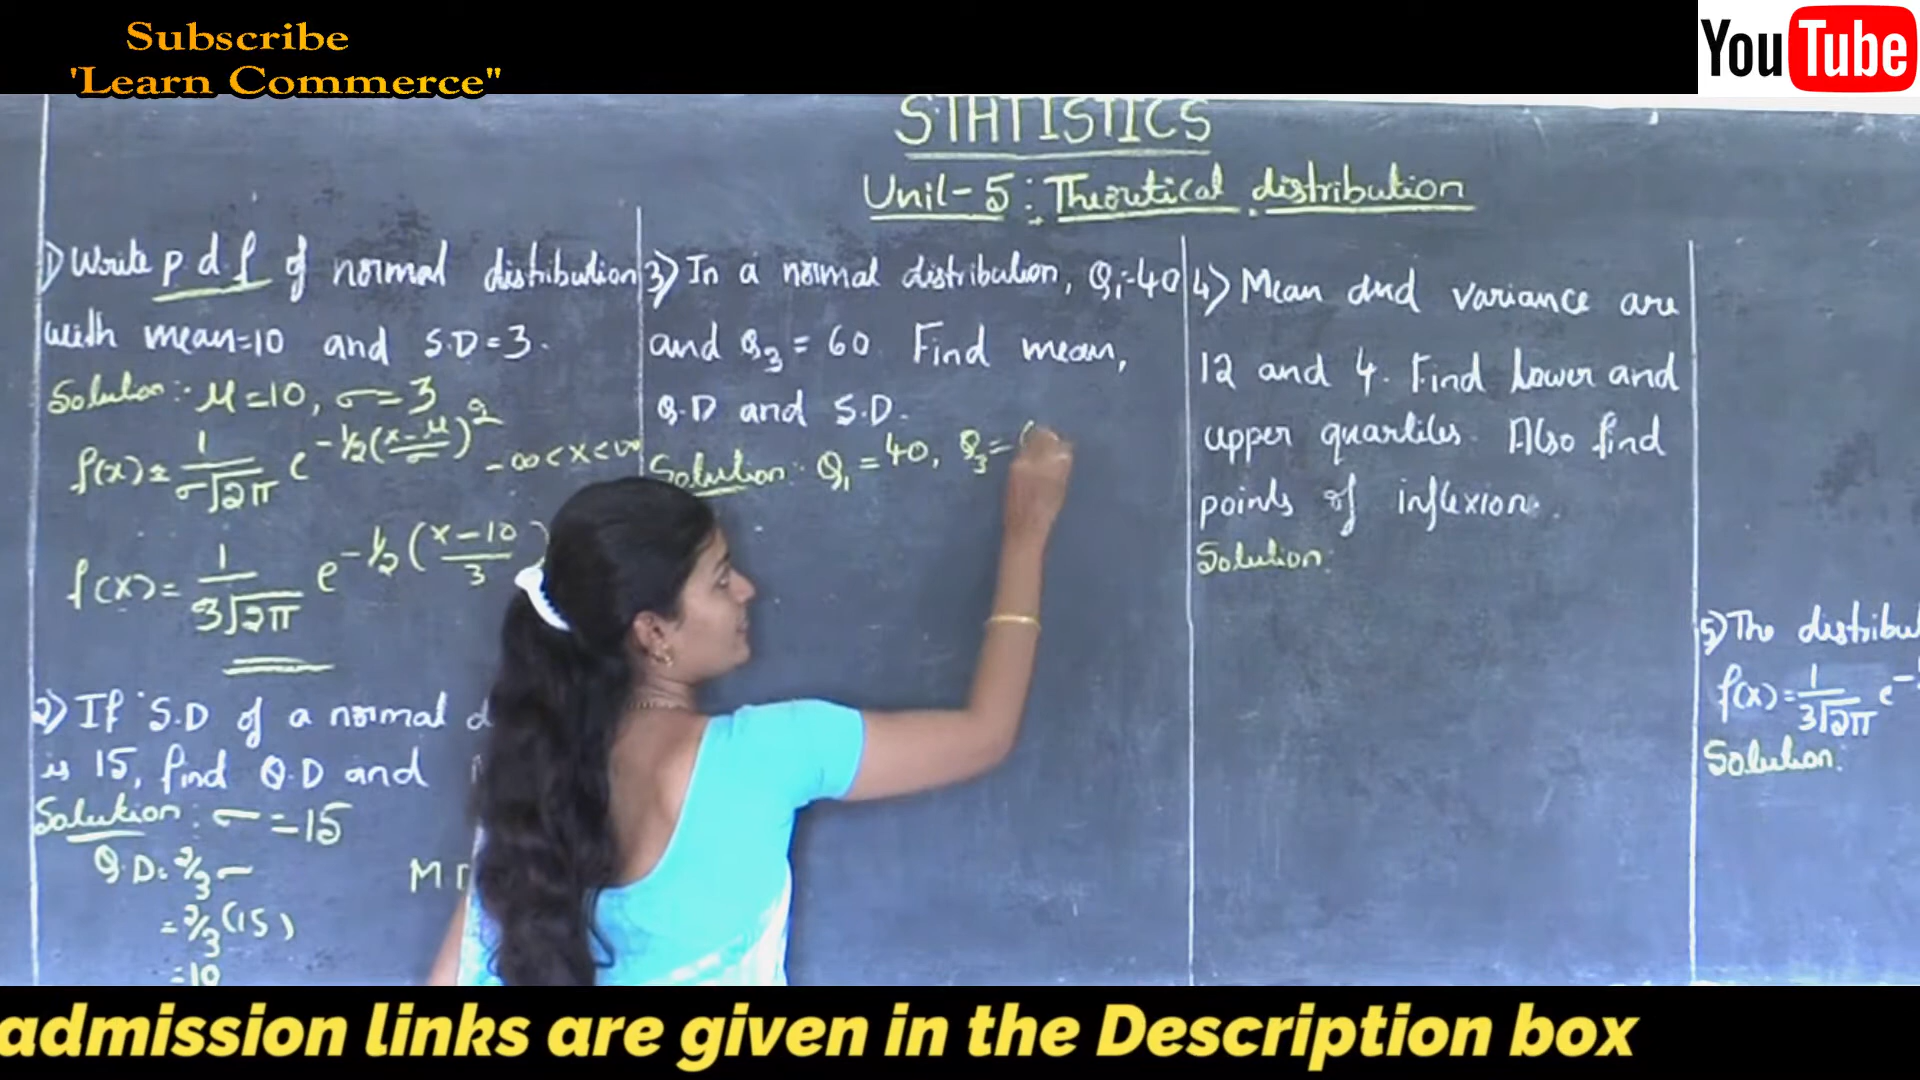 Subscribe
'Learn Commerce"
YouTube
STATISTICS
Unit-5: Theoretical distribution
1) Write p.d.f of normal distribution
with mean=10 and S.D=3.
Solution:- μ=10, σ=3
f(x)= 1/σ√2π e^-1/2(x-μ/σ)^2 -∞<x<∞
f(x)= 1/3√2π e^-1/2(x-10/3)
2) If S.D of a normal d
is 15, find Q.D and
Solution: σ=15
Q.D= 2/3 σ
= 2/3 (15)
=10
M
3) In a normal distribution, Q₁=40
and Q₃=60. Find mean,
Q.D and S.D.
Solution:- Q₁=40, Q₃=
4) Mean and variance are
12 and 4. Find Lower and
upper quartiles. Also find
points of inflexion.
Solution:
5) The distribu
f(x)= 1/3√2π e^-
Solution:
admission links are given in the Description box